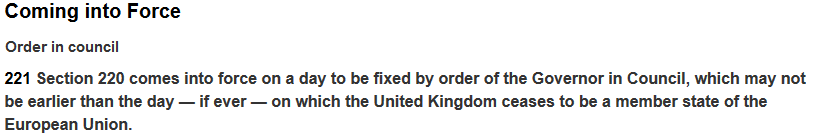 Coming into Force
Order in council
221 Section 220 comes into force on a day to be fixed by order of the Governor in Council, which may not
be earlier than the day — if ever — on which the United Kingdom ceases to be a member state of the
European Union.